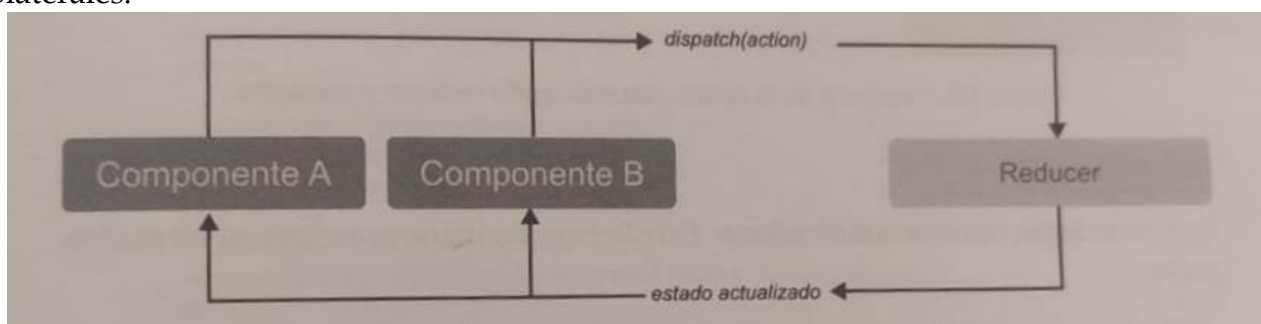 dispatch(action)
Componente A
Componente B
Reducer
estado actualizado